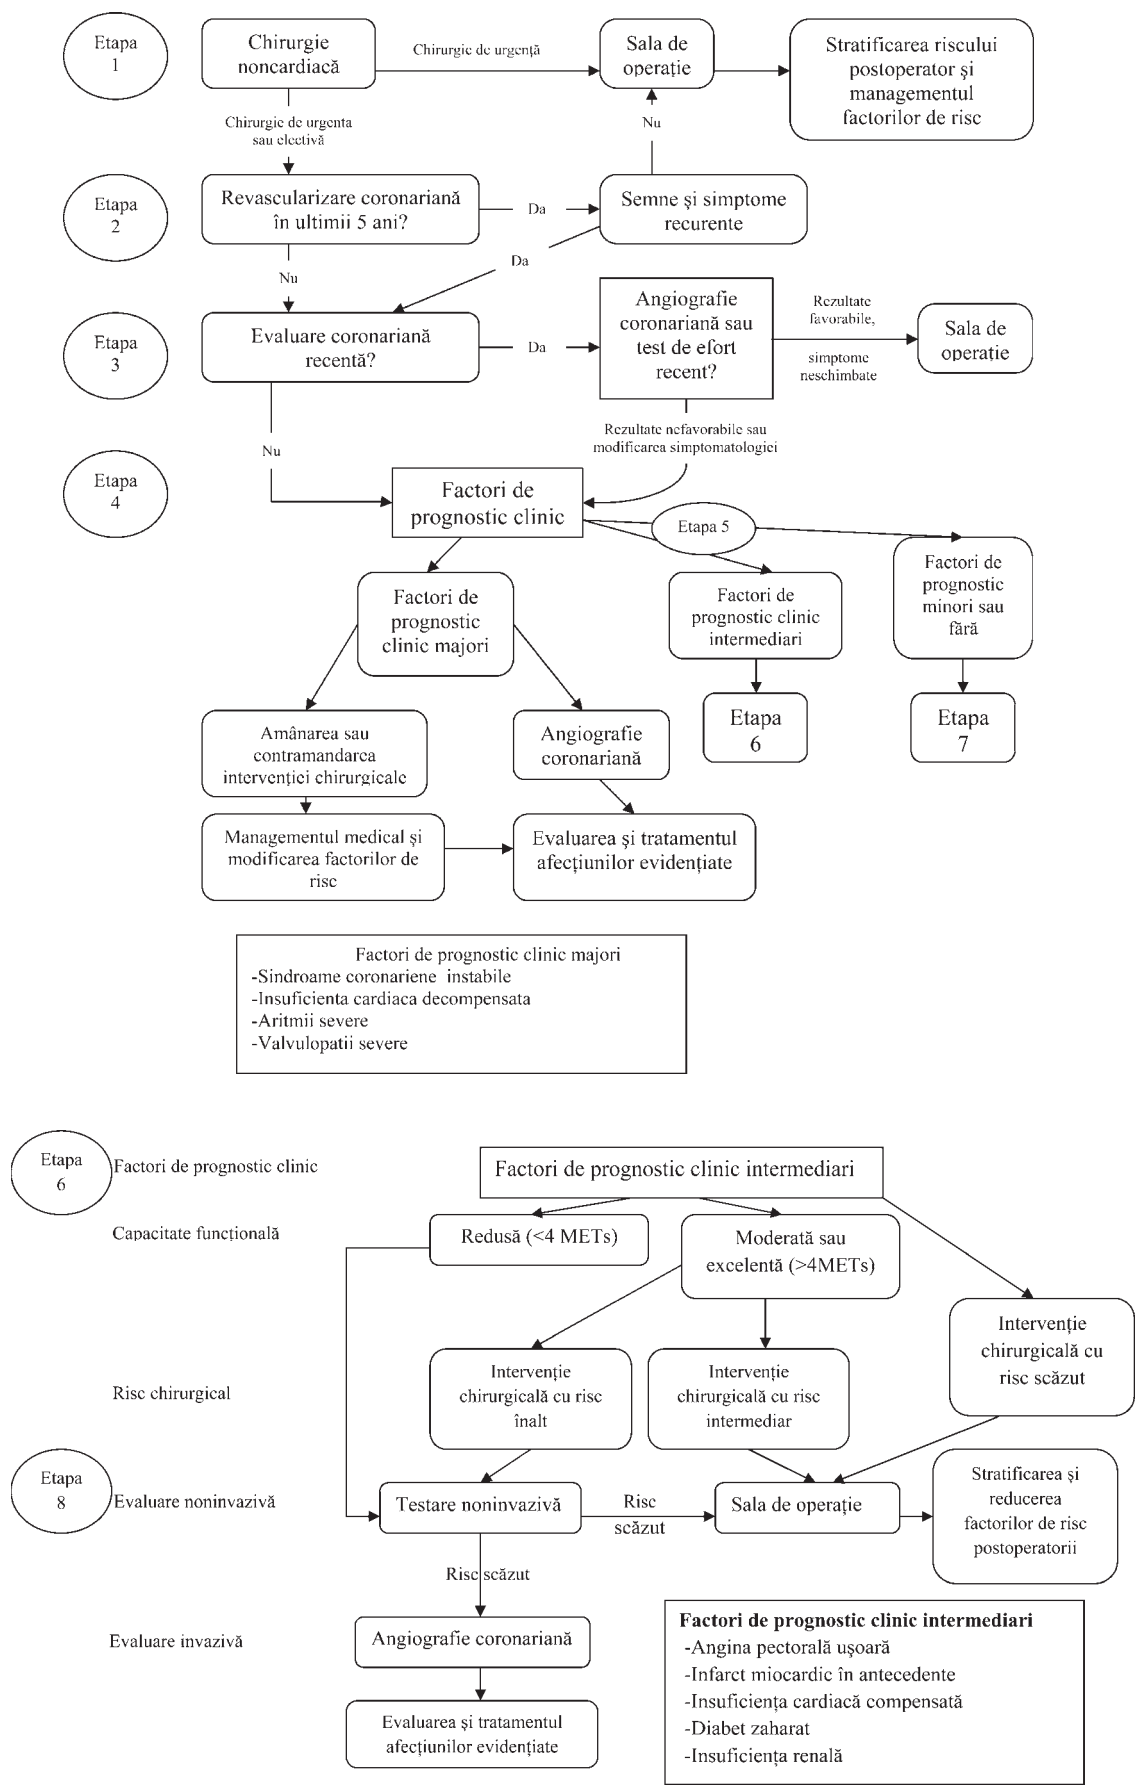 Etapa
1
Chirurgie
noncardiacă
Chirurgie de urgență
Sala de
operație
Stratificarea riscului
postoperator și
managementul
factorilor de risc
Chirurgie de urgenta
sau electivă
Nu
Etapa
2
Revascularizare coronariană
în ultimii 5 ani?
Da
Semne și simptome
recurente
Nu
Da
Etapa
3
Evaluare coronariană
recentă?
Da
Angiografie
coronariană sau
test de efort
recent?
Rezultate
favorabile,
simptome
neschimbate
Sala de
operație
Nu
Rezultate nefavorabile sau
modificarea simptomatologiei
Etapa
4
Factori de
prognostic clinic
Etapa 5
Factori de
prognostic
clinic majori
Factori de
prognostic clinic
intermediari
Factori de
prognostic
minori sau
fără
Amânarea sau
contramandarea
intervenției chirurgicale
Angiografie
coronariană
Etapa
6
Etapa
7
Managementul medical și
modificarea factorilor de
risc
Evaluarea și tratamentul
afecțiunilor evidențiate
Factori de prognostic clinic majori
-Sindroame coronariene instabile
-Insuficienta cardiaca decompensata
-Aritmii severe
-Valvulopatii severe
Etapa
6
Factori de prognostic clinic
Factori de prognostic clinic intermediari
Capacitate funcțională
Redusă (<4 METs)
Moderată sau
excelentă (>4METs)
Intervenție
chirurgicală cu
risc scăzut
Risc chirurgical
Intervenție
chirurgicală cu risc
înalt
Intervenție
chirurgicală cu risc
intermediar
Etapa
8
Evaluare noninvazivă
Testare noninvazivă
Risc
scăzut
Sala de operație
Stratificarea și
reducerea
factorilor de risc
postoperatorii
Risc scăzut
Evaluare invazivă
Angiografie coronariană
Evaluarea și tratamentul
afecțiunilor evidențiate
Factori de prognostic clinic intermediari
-Angina pectorală ușoară
-Infarct miocardic în antecedente
-Insuficiența cardiacă compensată
-Diabet zaharat
-Insuficiența renală